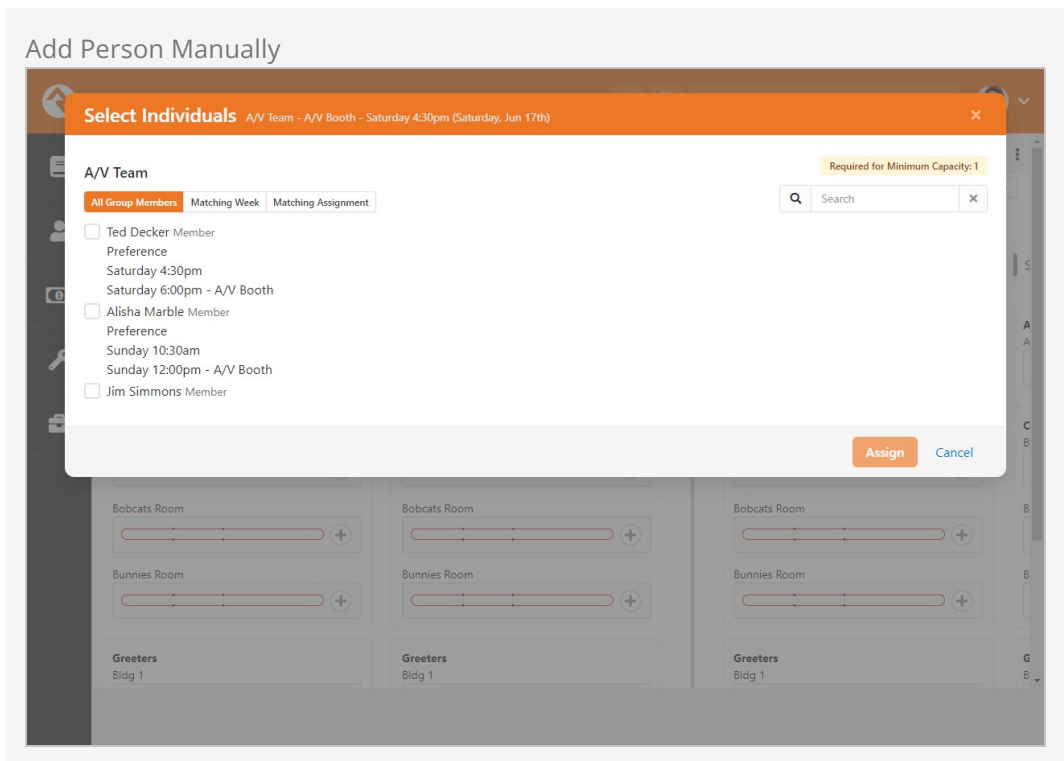 Add Person Manually
Select Individuals A/V Team - A/V Booth - Saturday 4:30pm (Saturday, Jun 17th)
A/V Team
Required for Minimum Capacity: 1
All Group Members Matching Week Matching Assignment
Search
Ted Decker Member
Preference
Saturday 4:30pm
Saturday 6:00pm - A/V Booth
Alisha Marble Member
Preference
Sunday 10:30am
Sunday 12:00pm - A/V Booth
Jim Simmons Member
Assign Cancel
Bobcats Room Bobcats Room Bobcats Room B
Bunnies Room Bunnies Room Bunnies Room B
Greeters Greeters Greeters G
Bldg 1 Bldg 1 Bldg 1 B